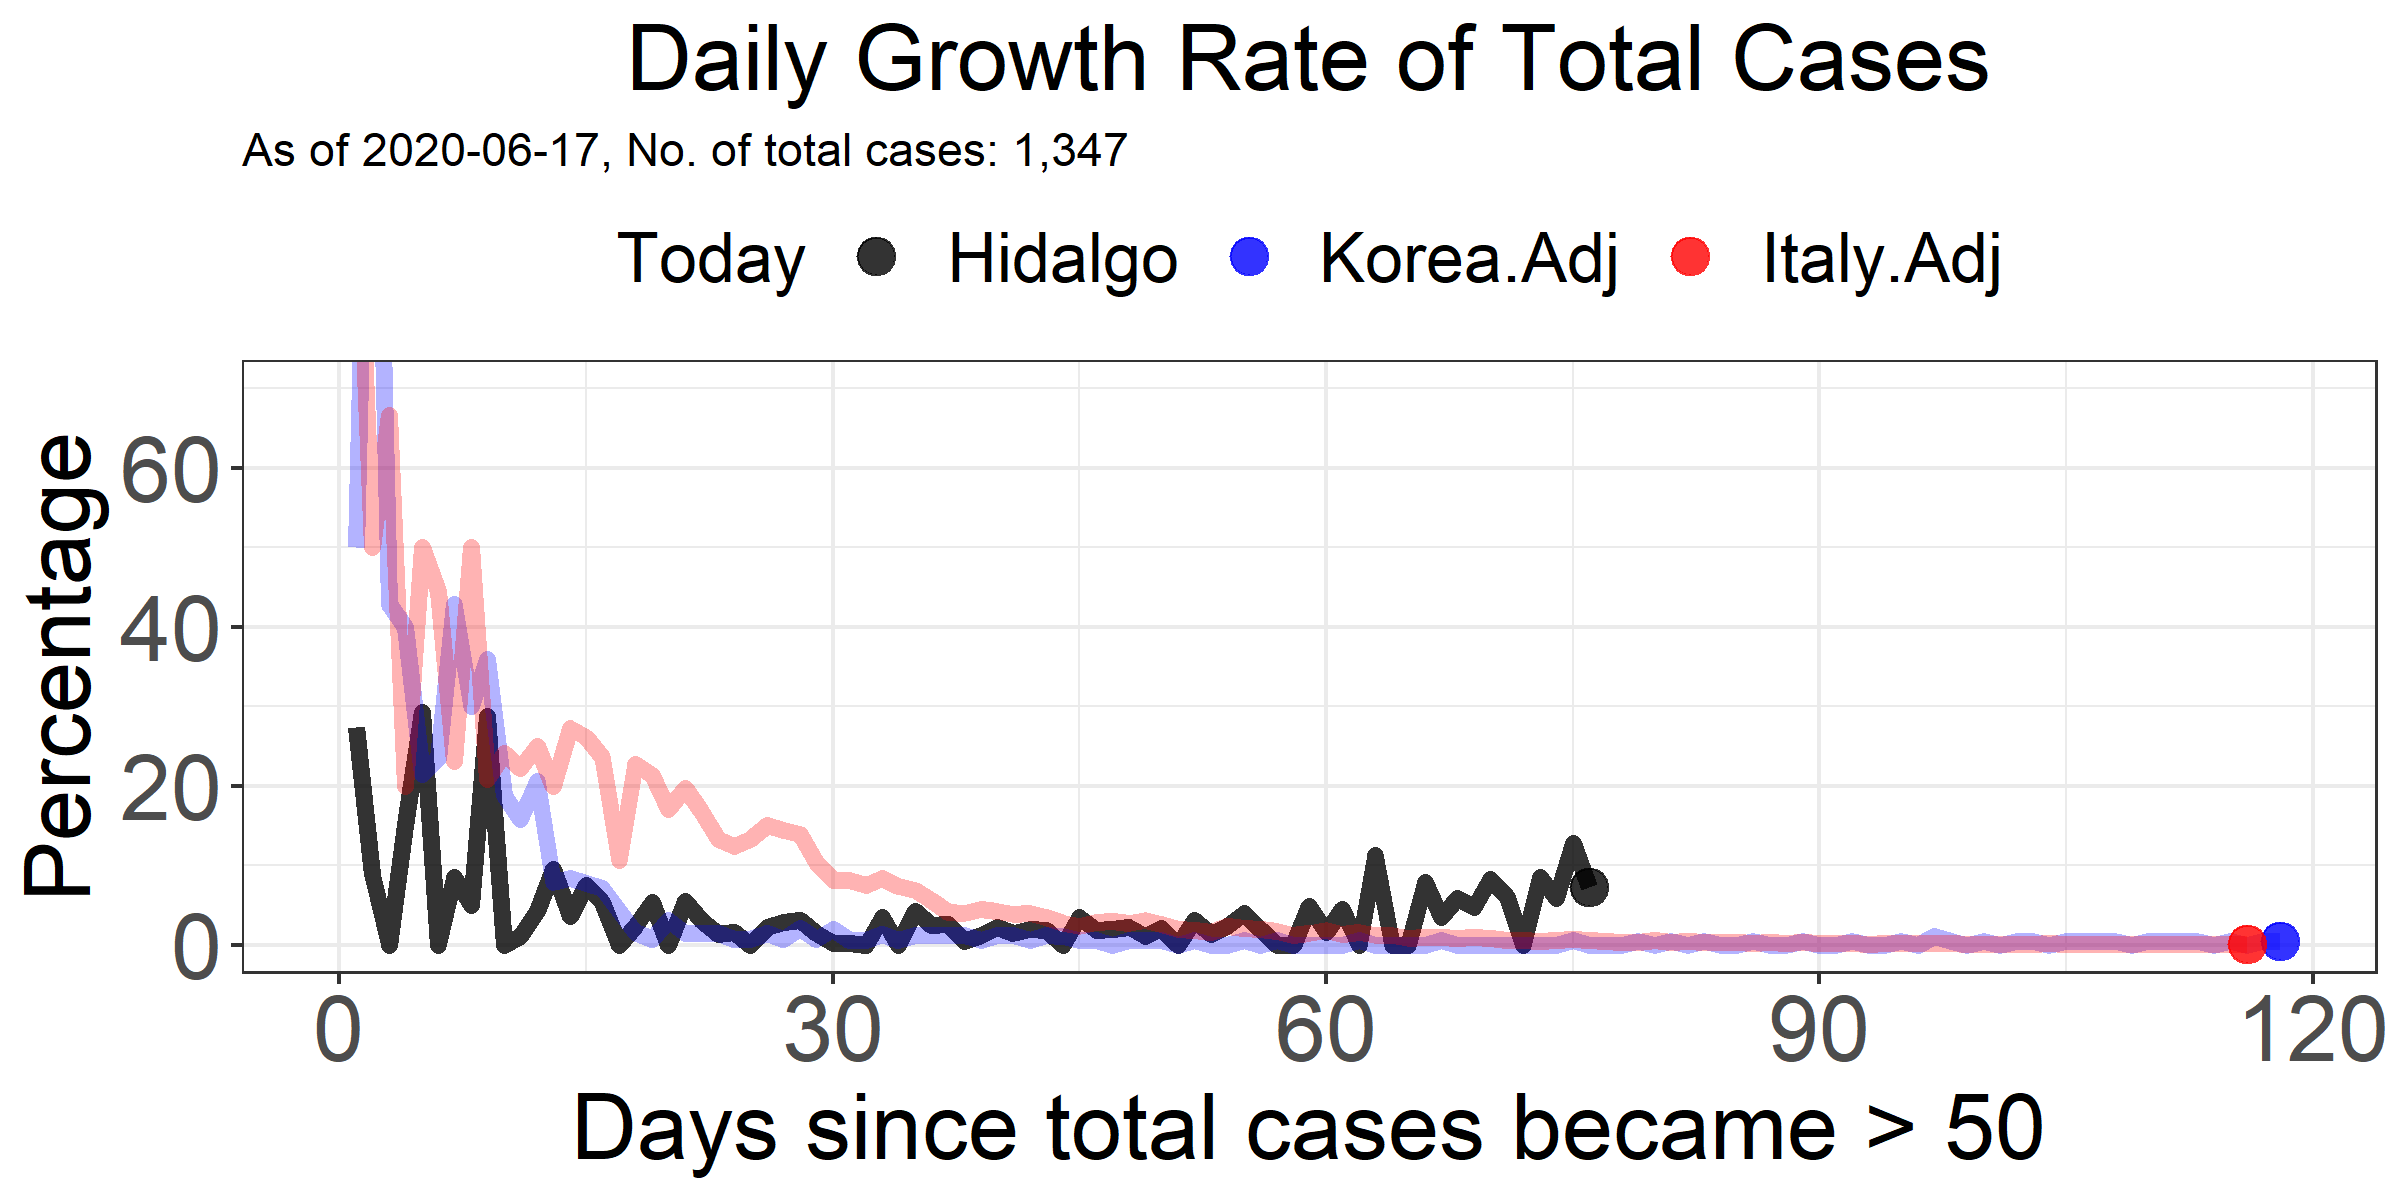 Daily Growth Rate of Total Cases
As of 2020-06-17, No. of total cases: 1,347
Today Hidalgo Korea.Adj Italy.Adj
Percentage
60
40
20
0
0 30 60 90 120
Days since total cases became > 50